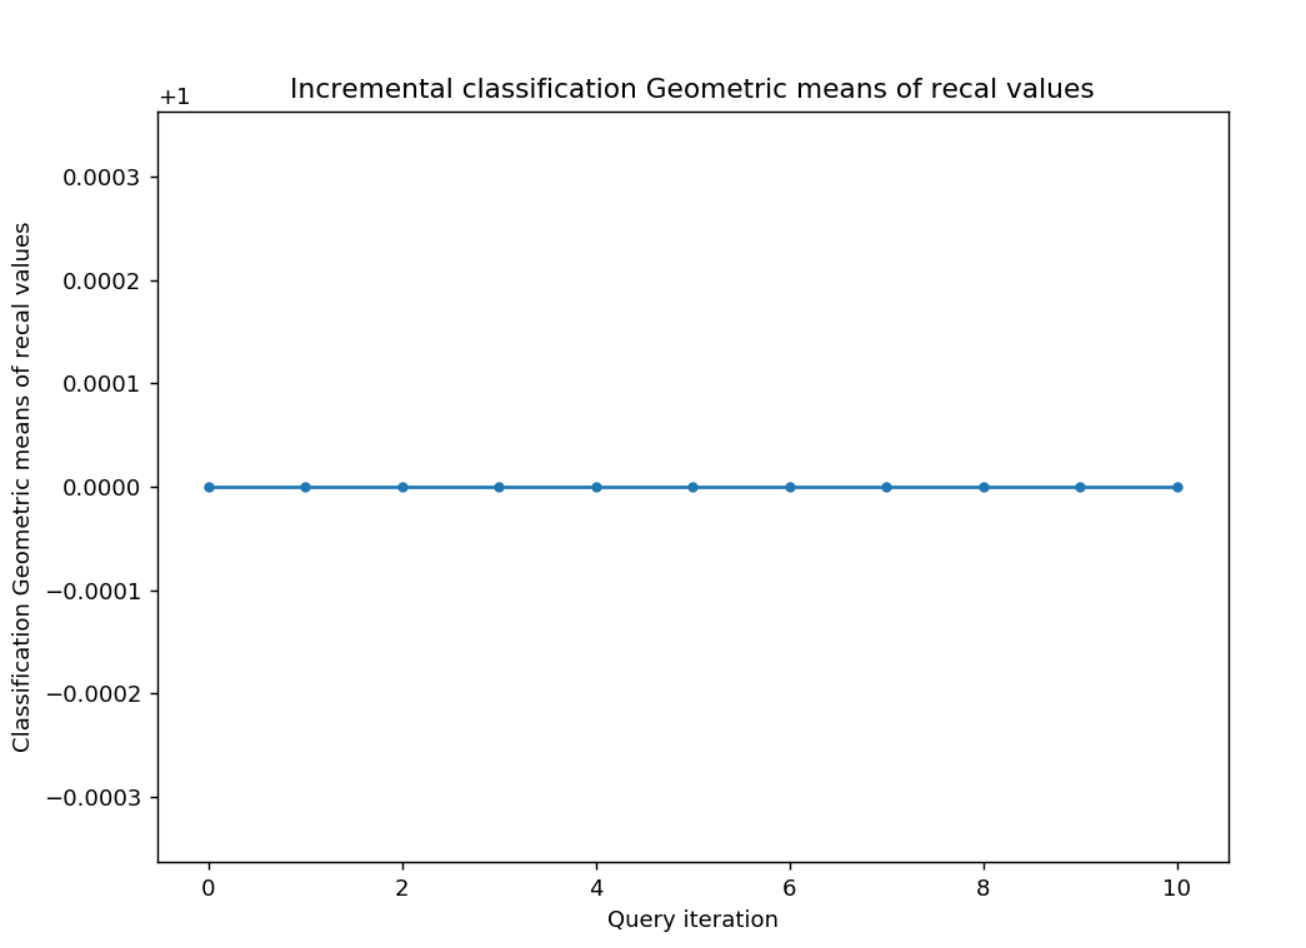 Incremental classification Geometric means of recal values
+1
0.0003
0.0002
0.0001
0.0000
−0.0001
−0.0002
−0.0003
Classification Geometric means of recal values
0 2 4 6 8 10
Query iteration